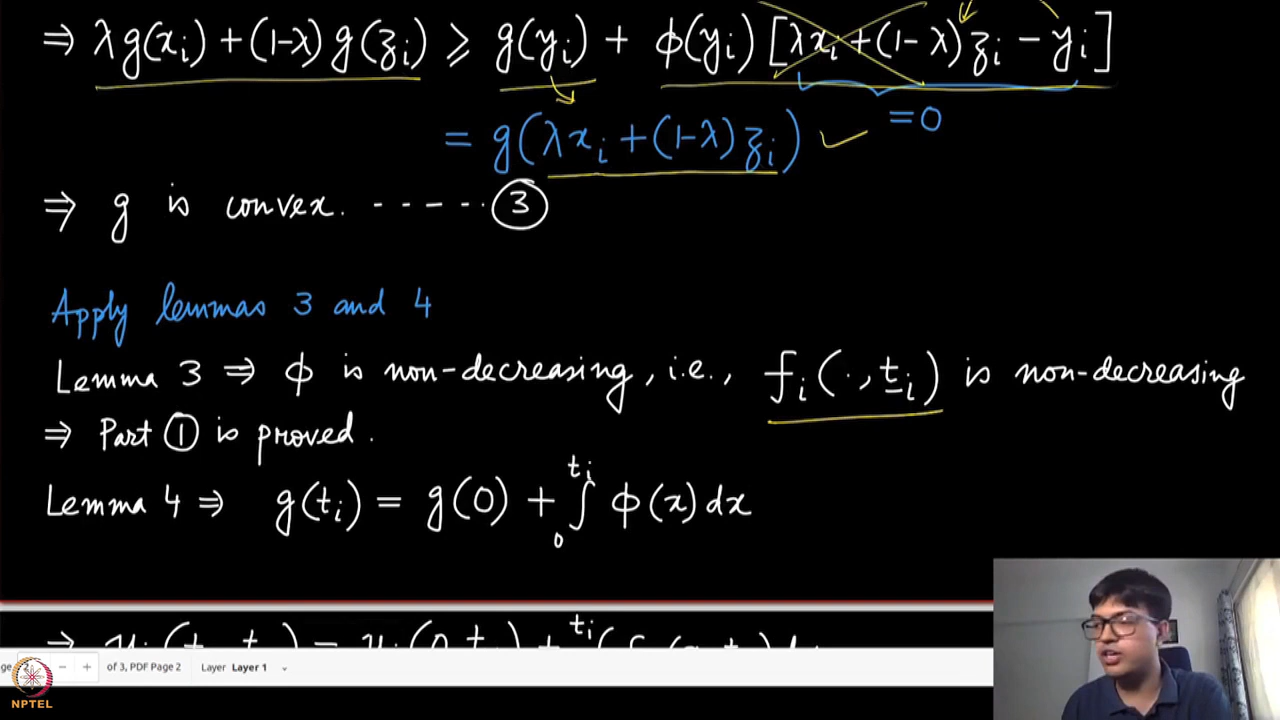 ⇒ λg(xᵢ) + (1-λ) g(zᵢ) ≥ g(yᵢ) + ϕ(yᵢ) [λxᵢ + (1-λ) zᵢ - yᵢ]
= g(λxᵢ + (1-λ) zᵢ) ✓ = 0
⇒ g is convex. ----- ③
Apply lemmas 3 and 4
Lemma 3 ⇒ ϕ is non-decreasing, i.e., fᵢ(·, t̲ᵢ) is non-decreasing
⇒ Part ① is proved.
Lemma 4 ⇒ g(tᵢ) = g(0) + ∫₀^{tᵢ} ϕ(x) dx
of 3, PDF Page 2 Layer Layer 1
NPTEL